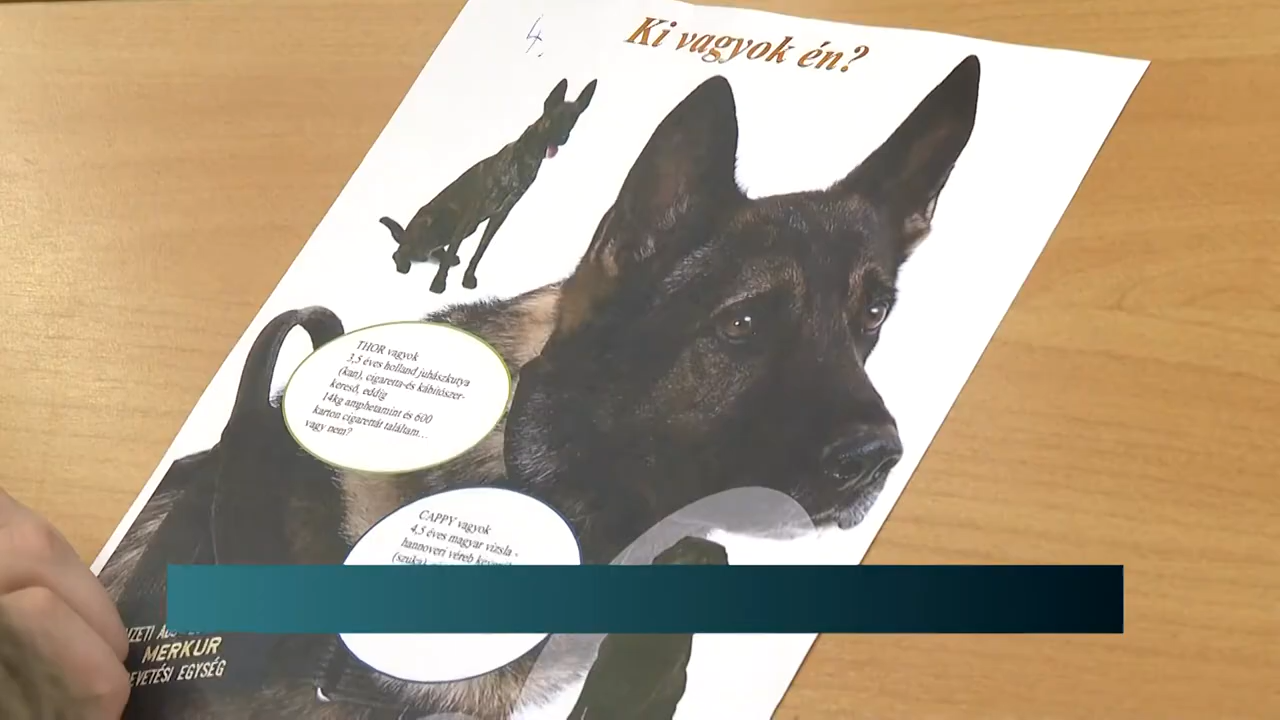 4.
Ki vagyok én?
THOR vagyok
3,5 éves holland juhászkutya
(kan), cigaretta-és kábítószer-
kereső, eddig
14kg amphetamint és 600
karton cigarettát találtam...
vagy nem?
CAPPY vagyok
4,5 éves magyar vizsla -
hannoveri véreb
(szuka)
MERKUR
EGYSÉG